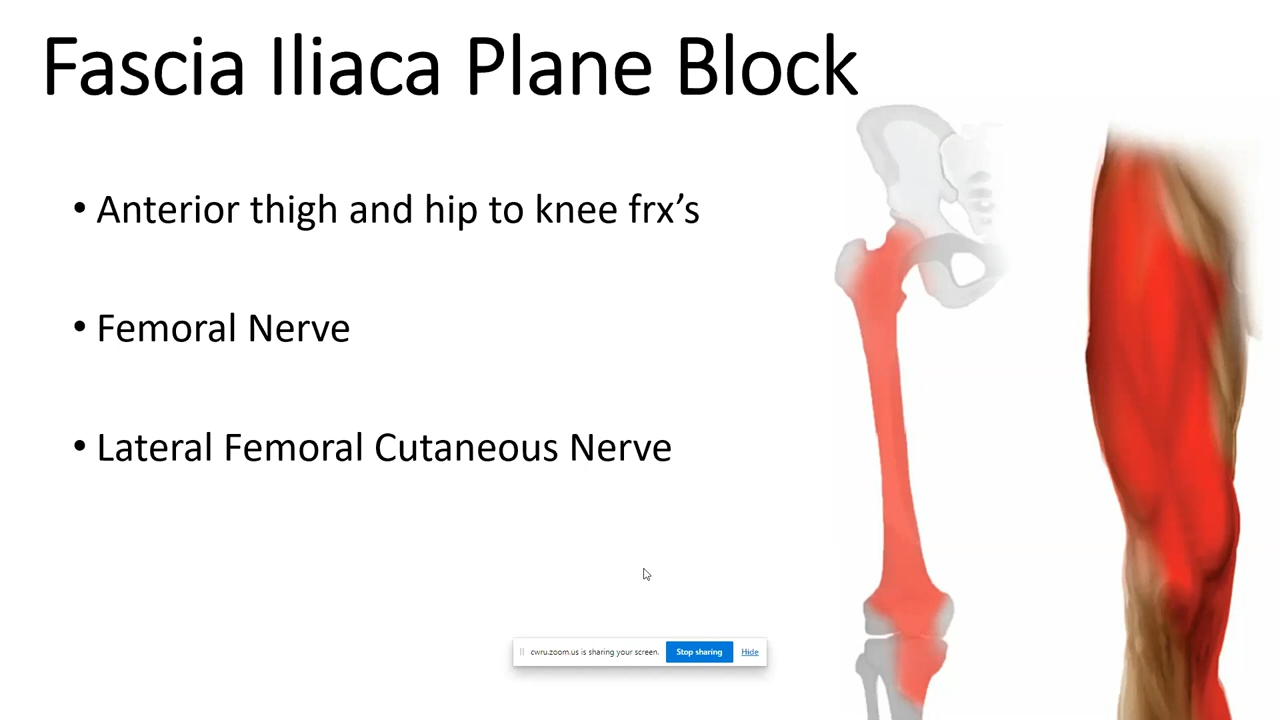 Fascia Iliaca Plane Block
• Anterior thigh and hip to knee frx's
• Femoral Nerve
• Lateral Femoral Cutaneous Nerve
cwru.zoom.us is sharing your screen. Stop sharing Hide